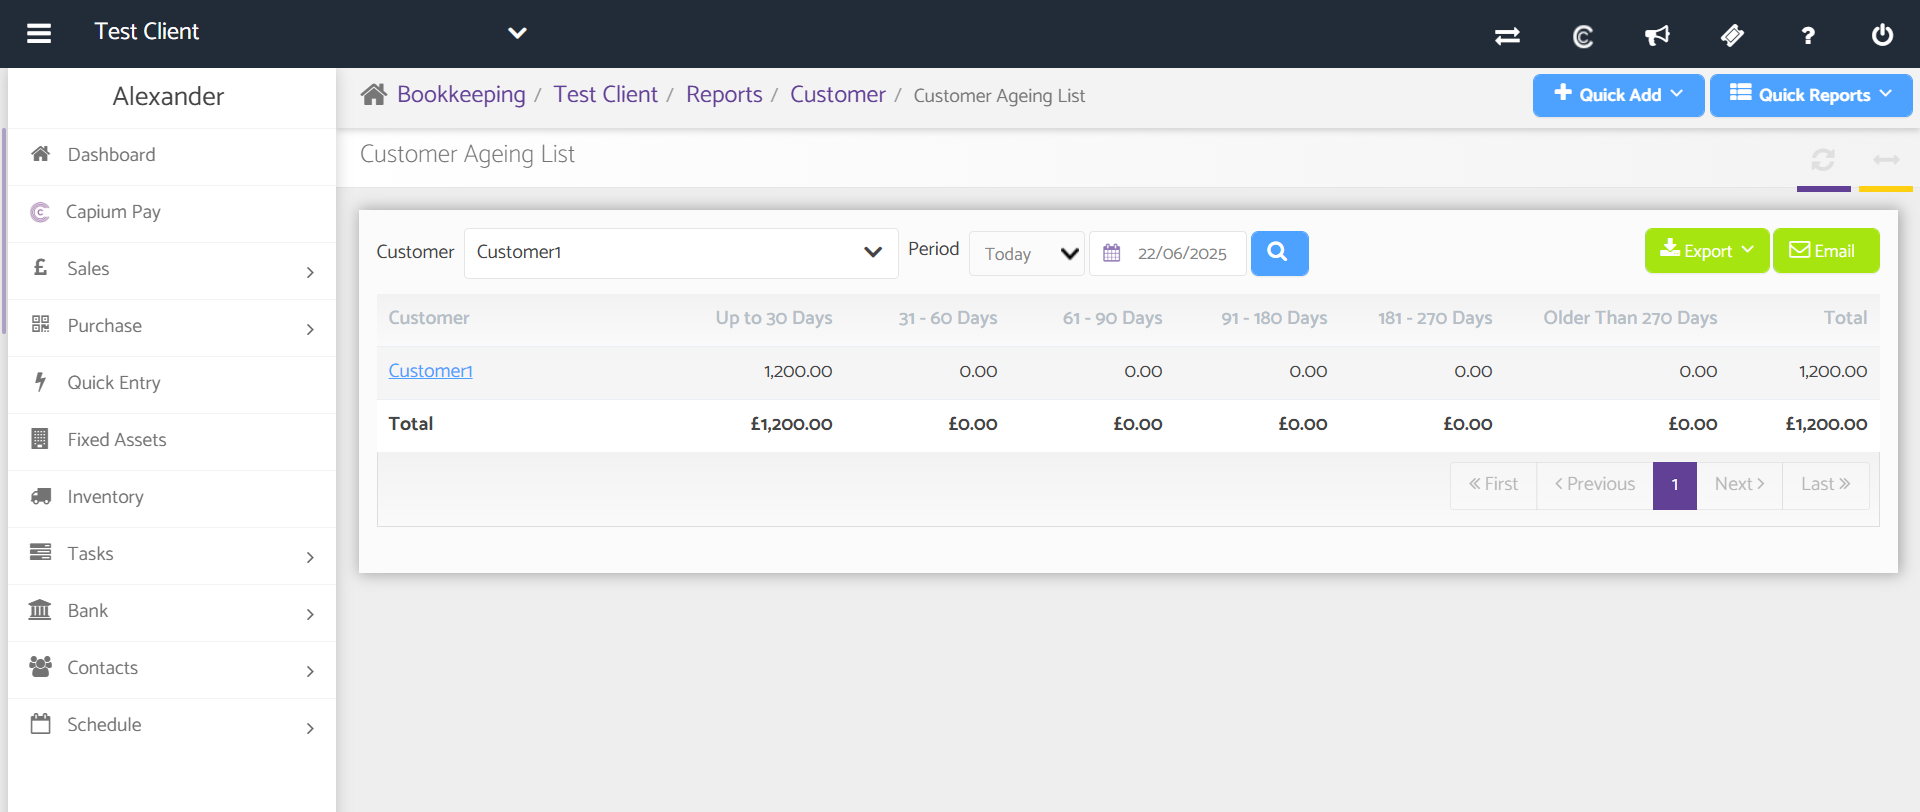 Test Client
?
Alexander
Bookkeeping / Test Client / Reports / Customer / Customer Ageing List
Quick Add
Quick Reports
Customer Ageing List
Dashboard
Capium Pay
Sales
Purchase
Quick Entry
Fixed Assets
Inventory
Tasks
Bank
Contacts
Schedule
Customer Customer1 Period Today 22/06/2025 Export Email
Customer Up to 30 Days 31 - 60 Days 61 - 90 Days 91 - 180 Days 181 - 270 Days Older Than 270 Days Total
Customer1 1,200.00 0.00 0.00 0.00 0.00 0.00 1,200.00
Total £1,200.00 £0.00 £0.00 £0.00 £0.00 £0.00 £1,200.00
« First ‹ Previous 1 Next › Last »